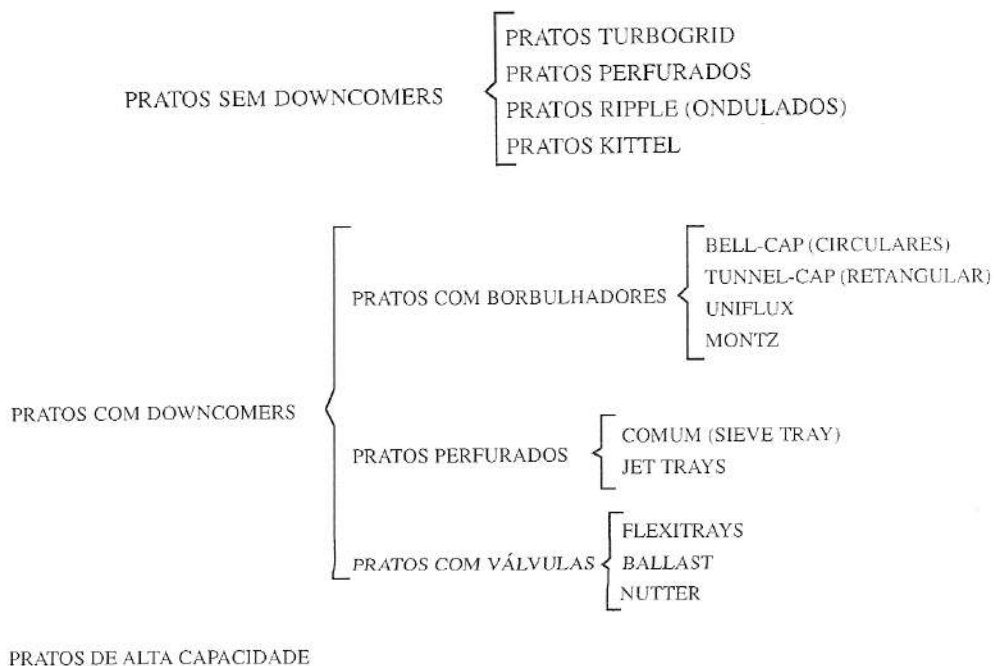 PRATOS SEM DOWNCOMERS
PRATOS TURBOGRID
PRATOS PERFURADOS
PRATOS RIPPLE (ONDULADOS)
PRATOS KITTEL
PRATOS COM DOWNCOMERS
PRATOS COM BORBULHADORES
BELL-CAP (CIRCULARES)
TUNNEL-CAP (RETANGULAR)
UNIFLUX
MONTZ
PRATOS PERFURADOS
COMUM (SIEVE TRAY)
JET TRAYS
PRATOS COM VÁLVULAS
FLEXITRAYS
BALLAST
NUTTER
PRATOS DE ALTA CAPACIDADE